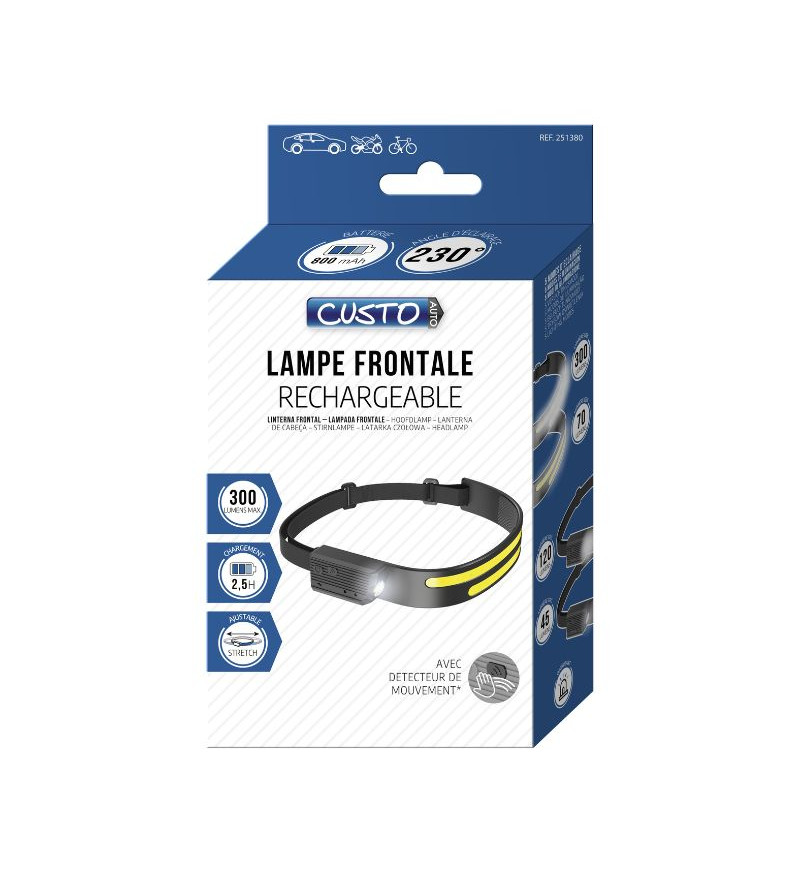 REF. 251380
BATTERIE
800 mAh
ANGLE D'ÉCLAIRAGE
230°
CUSTO AUTO
LAMPE FRONTALE
RECHARGEABLE
LINTERNA FRONTAL – LAMPADA FRONTALE – HOOFDLAMP – LANTERNA
DE CABEÇA – STIRNLAMPE – LATARKA CZOŁOWA – HEADLAMP
300
LUMENS MAX.
CHARGEMENT
2,5H
AJUSTABLE
STRETCH
AVEC
DETECTEUR DE
MOUVEMENT*
300
70
120
45